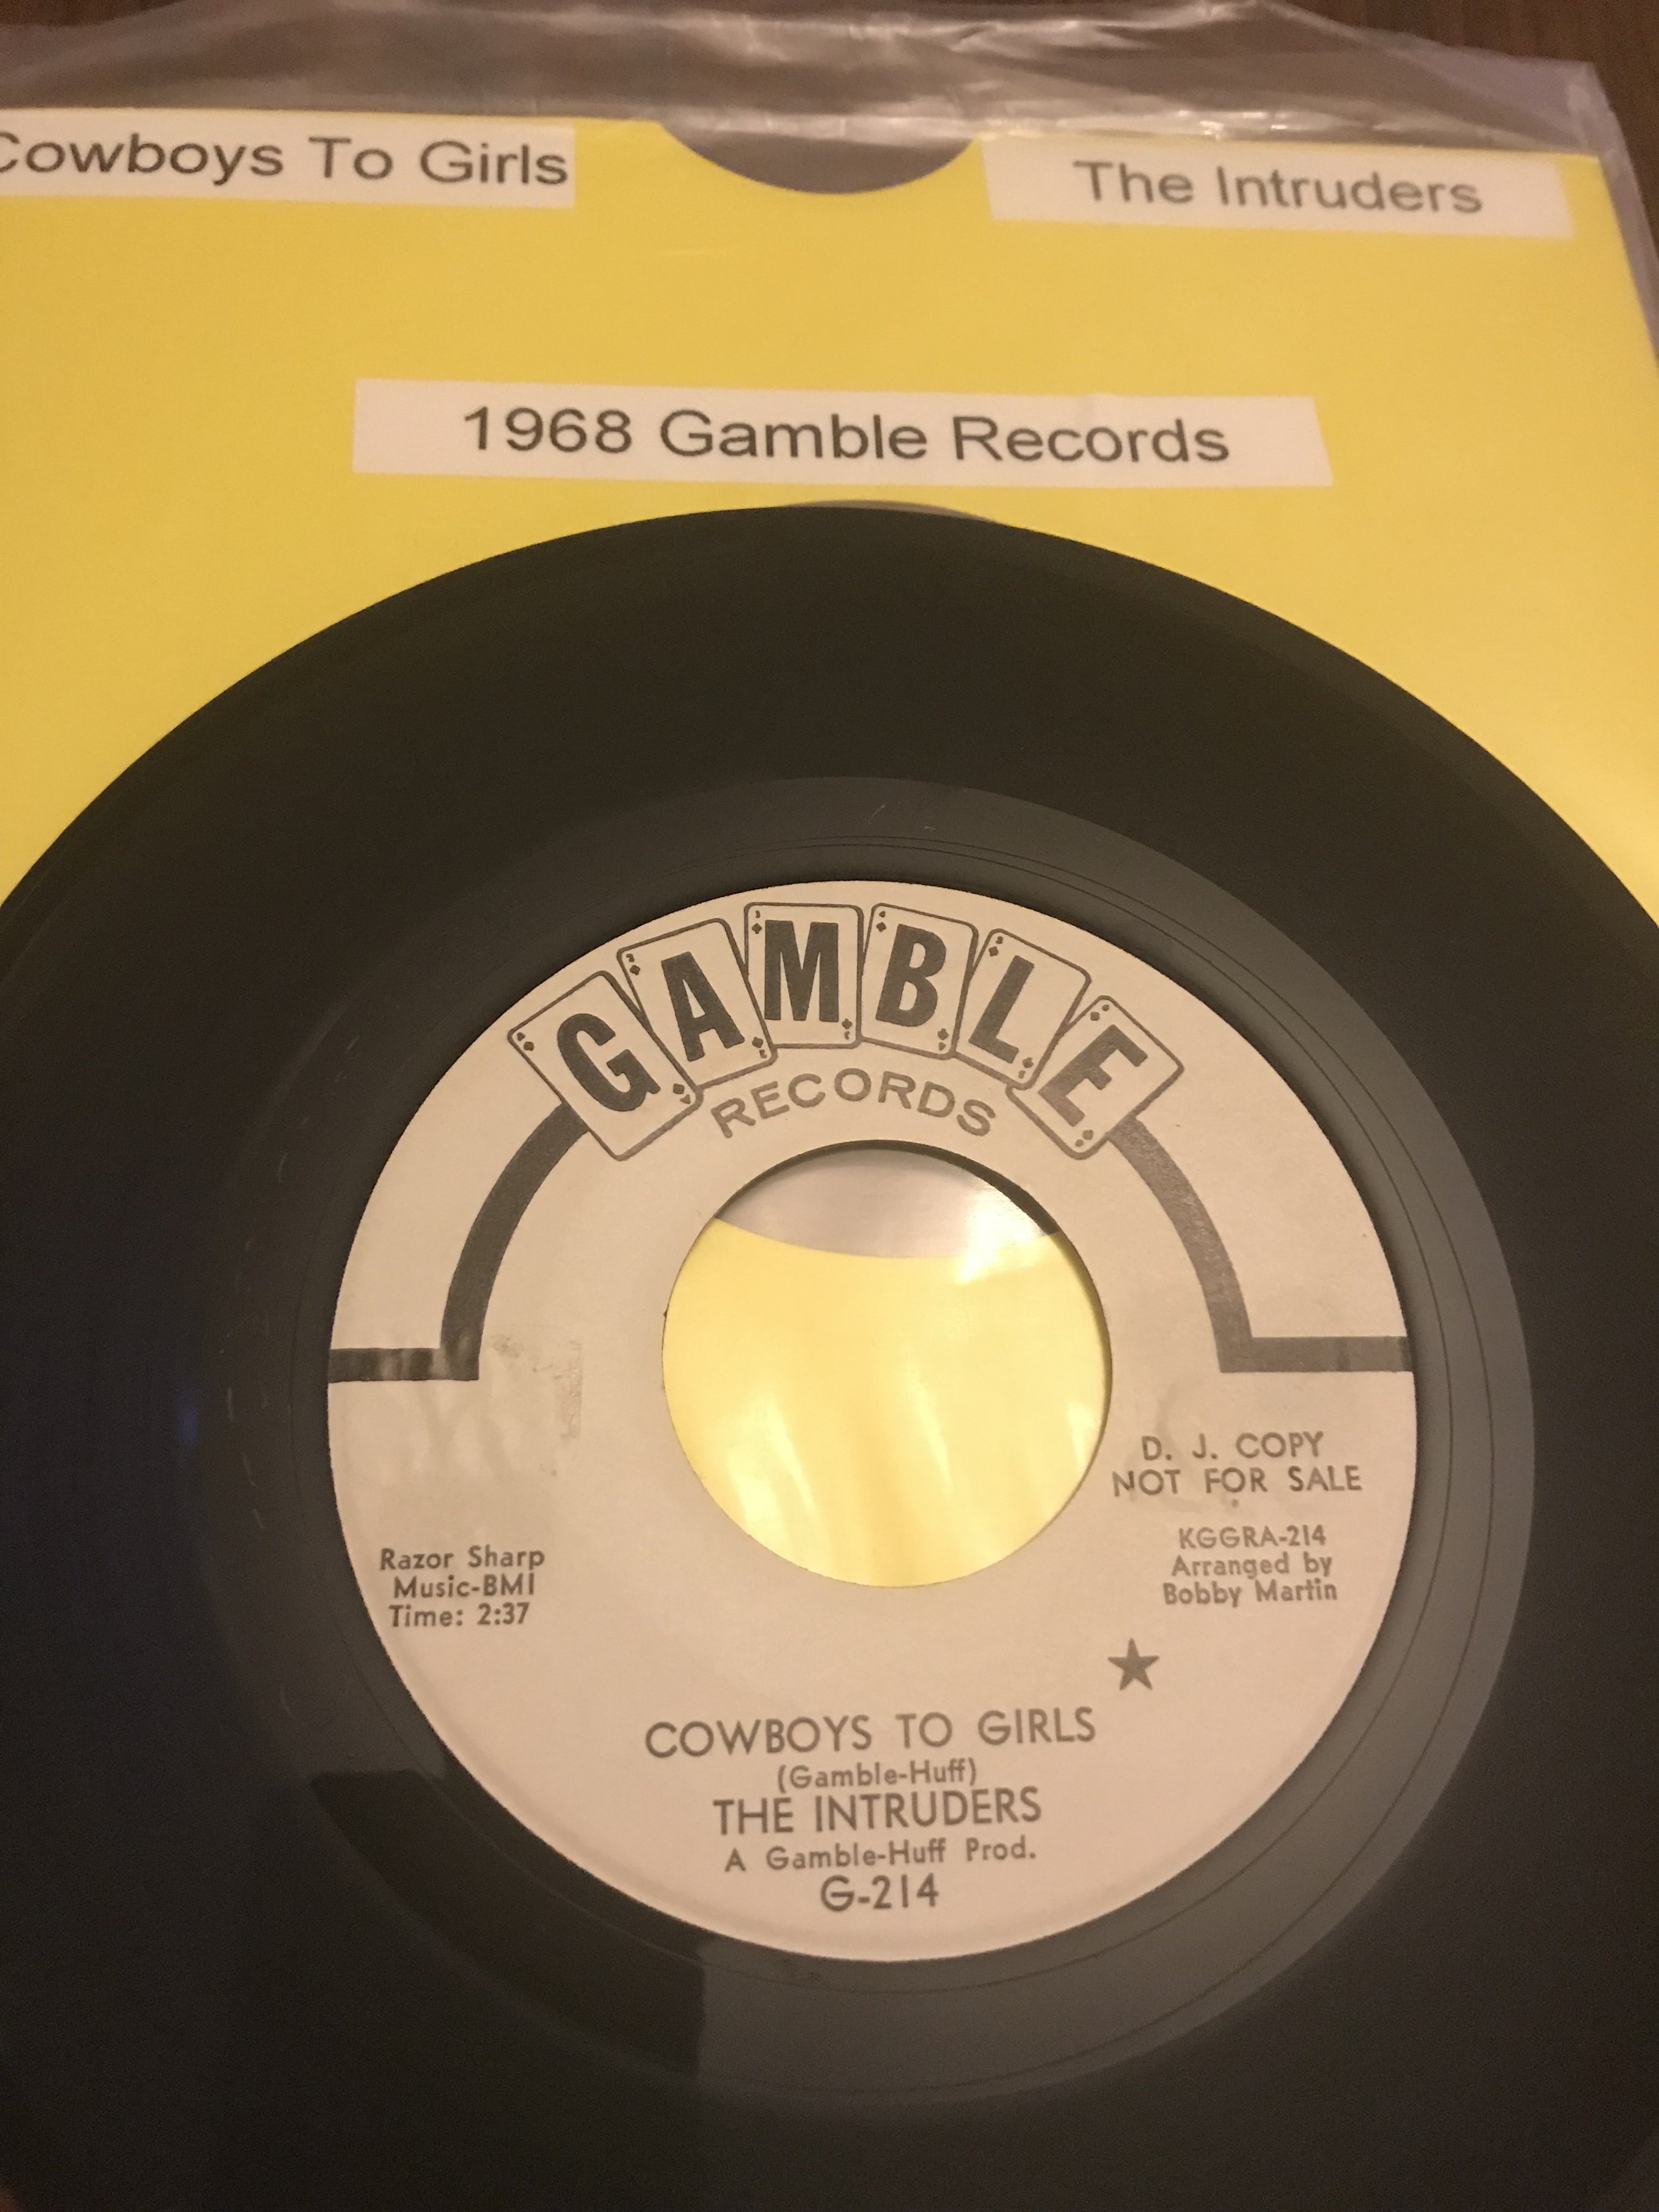 Cowboys To Girls
The Intruders
1968 Gamble Records
GAMBLE
RECORDS
D. J. COPY
NOT FOR SALE
KGGRA-214
Arranged by
Bobby Martin
Razor Sharp
Music-BMI
Time: 2:37
COWBOYS TO GIRLS
(Gamble-Huff)
THE INTRUDERS
A Gamble-Huff Prod.
G-214